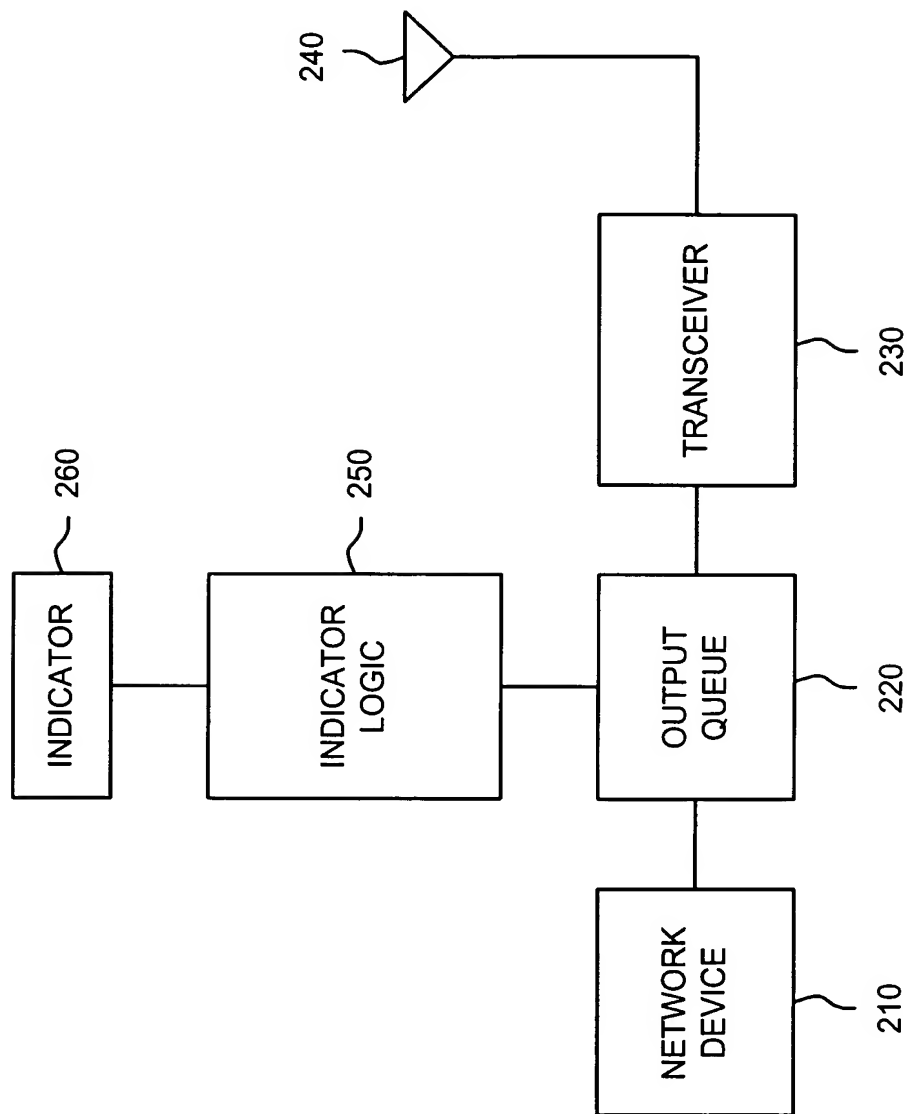 260
INDICATOR
250
INDICATOR
LOGIC
240
NETWORK
DEVICE
210
OUTPUT
QUEUE
220
TRANSCEIVER
230